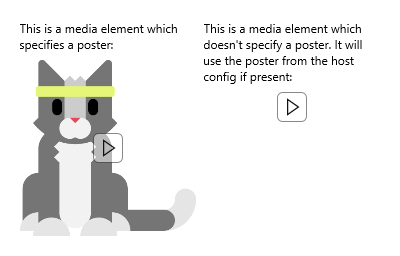 This is a media element which
specifies a poster:
This is a media element which
doesn't specify a poster. It will
use the poster from the host
config if present: